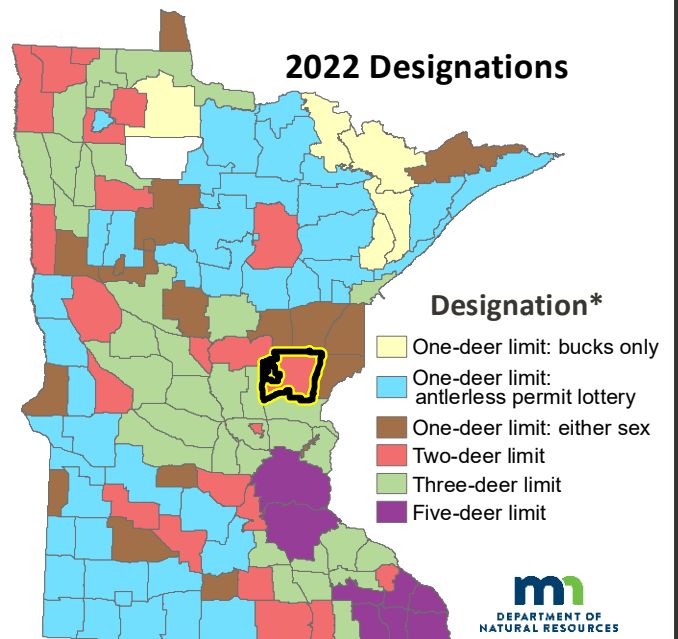 2022 Designations
Designation*
One-deer limit: bucks only
One-deer limit:
antlerless permit lottery
One-deer limit: either sex
Two-deer limit
Three-deer limit
Five-deer limit
mn
DEPARTMENT OF
NATURAL RESOURCES